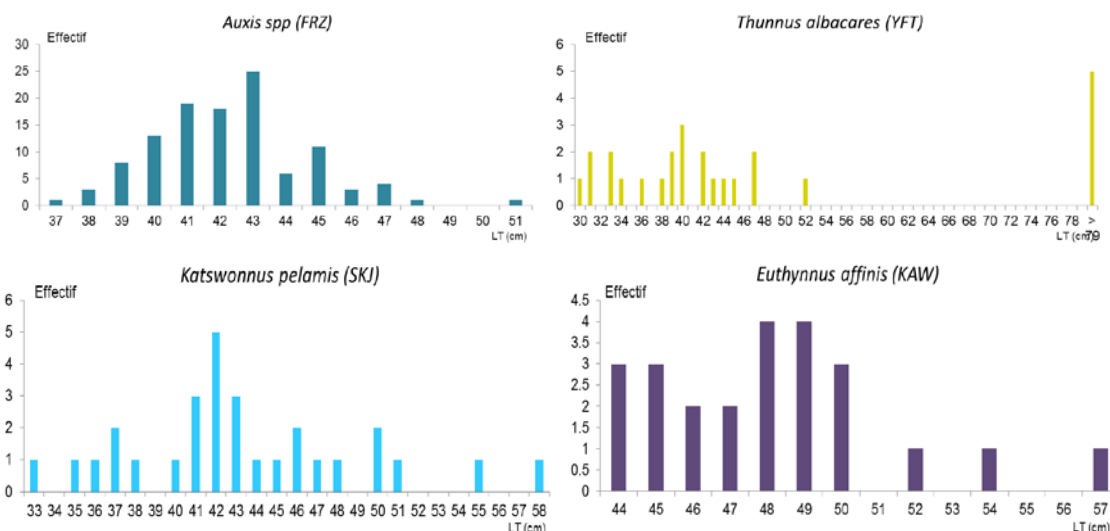 Auxis spp (FRZ)
Effectif
30
25
20
15
10
5
0
37 38 39 40 41 42 43 44 45 46 47 48 49 50 51
LT (cm)
Thunnus albacares (YFT)
Effectif
6
5
4
3
2
1
0
30 32 34 36 38 40 42 44 46 48 50 52 54 56 58 60 62 64 66 68 70 72 74 76 78 > 79
LT (cm)
Katswonnus pelamis (SKJ)
Effectif
6
5
4
3
2
1
0
33 34 35 36 37 38 39 40 41 42 43 44 45 46 47 48 49 50 51 52 53 54 55 56 57 58
LT (cm)
Euthynnus affinis (KAW)
Effectif
4.5
4
3.5
3
2.5
2
1.5
1
0.5
0
44 45 46 47 48 49 50 51 52 53 54 55 56 57
LT (cm)